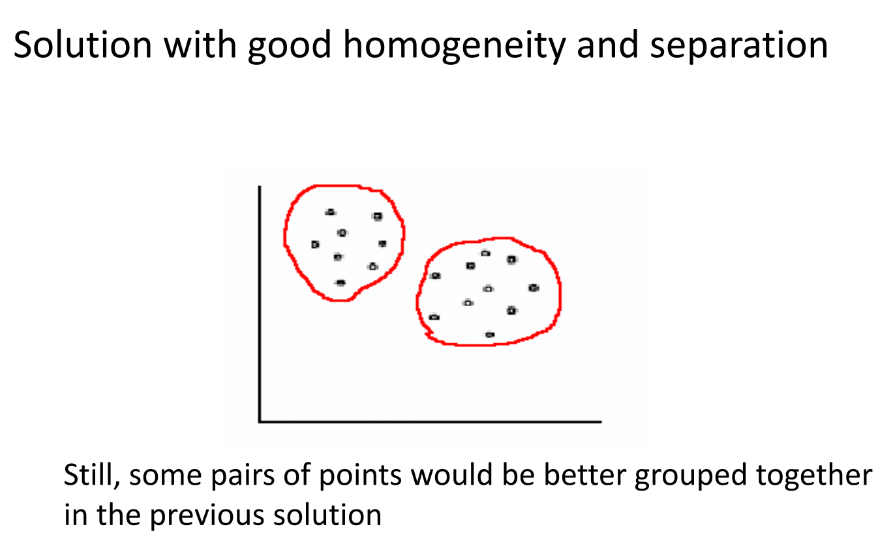 Solution with good homogeneity and separation
Still, some pairs of points would be better grouped together
in the previous solution